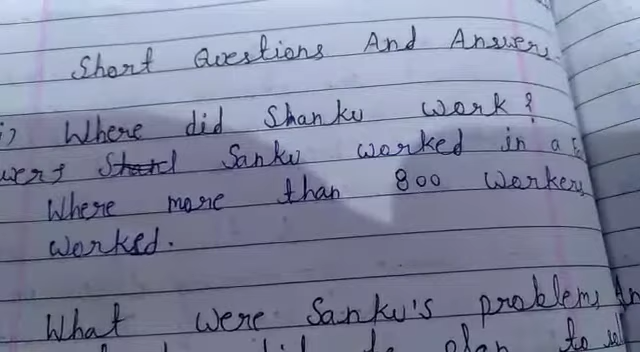 Short Questions And Answers
i) Where did Shanku work?
Sanku worked in a
Where more than 800 workers
worked.
What were Sanku's problems
to